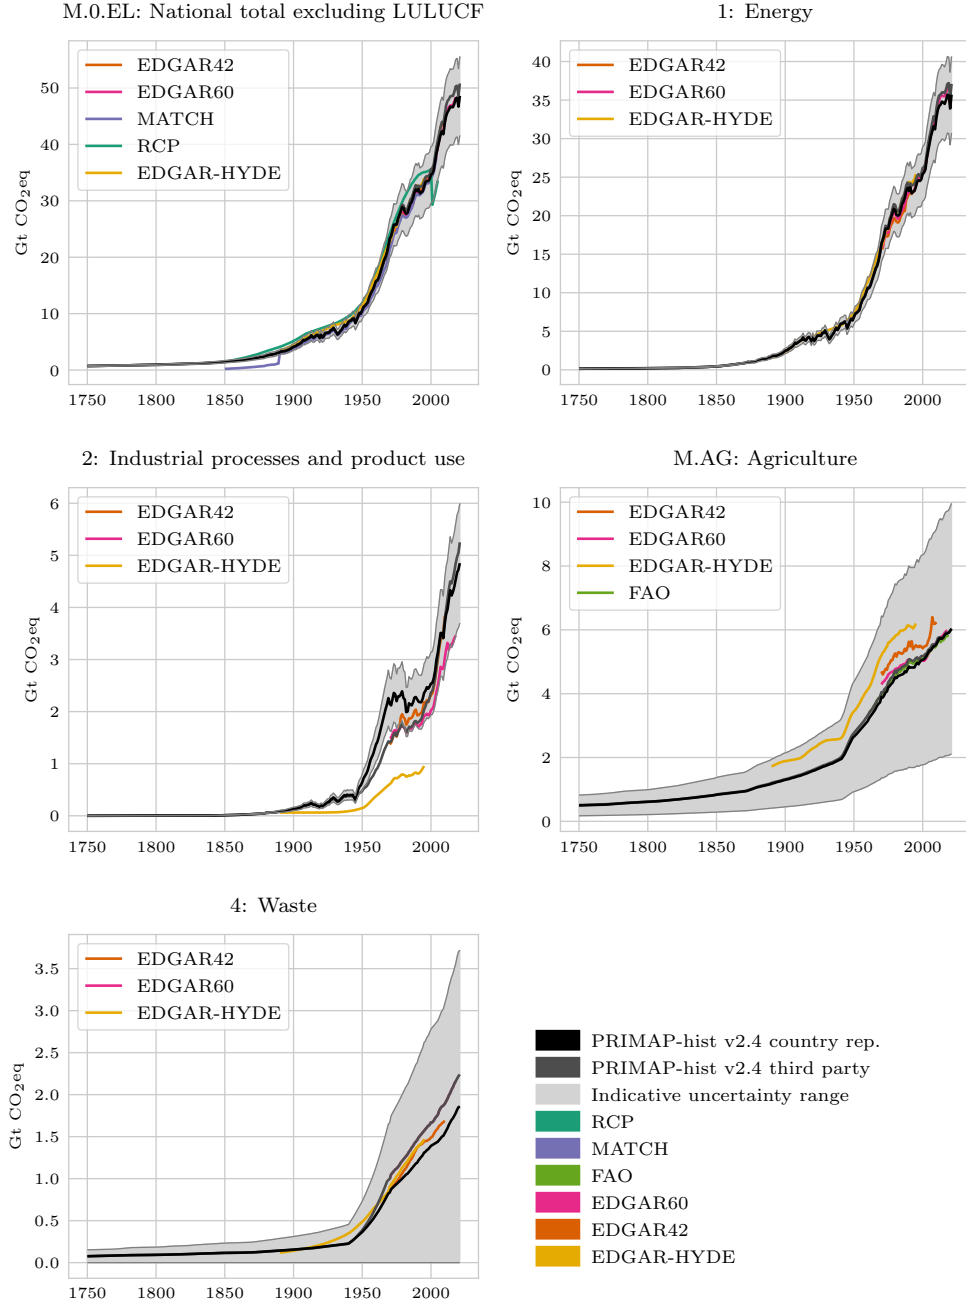 M.0.EL: National total excluding LULUCF
EDGAR42
EDGAR60
MATCH
RCP
EDGAR-HYDE
Gt CO₂eq
50
40
30
20
10
0
1750 1800 1850 1900 1950 2000
1: Energy
EDGAR42
EDGAR60
EDGAR-HYDE
Gt CO₂eq
40
35
30
25
20
15
10
5
0
1750 1800 1850 1900 1950 2000
2: Industrial processes and product use
EDGAR42
EDGAR60
EDGAR-HYDE
Gt CO₂eq
6
5
4
3
2
1
0
1750 1800 1850 1900 1950 2000
M.AG: Agriculture
EDGAR42
EDGAR60
EDGAR-HYDE
FAO
Gt CO₂eq
10
8
6
4
2
0
1750 1800 1850 1900 1950 2000
4: Waste
EDGAR42
EDGAR60
EDGAR-HYDE
Gt CO₂eq
3.5
3.0
2.5
2.0
1.5
1.0
0.5
0.0
1750 1800 1850 1900 1950 2000
PRIMAP-hist v2.4 country rep.
PRIMAP-hist v2.4 third party
Indicative uncertainty range
RCP
MATCH
FAO
EDGAR60
EDGAR42
EDGAR-HYDE